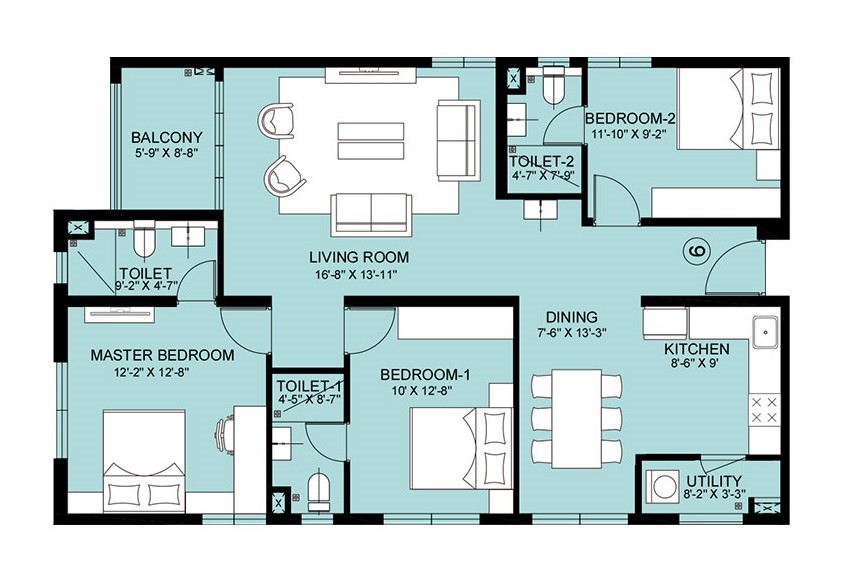 BALCONY
5'-9" X 8'-8"
BEDROOM-2
11'-10" X 9'-2"
TOILET-2
4'-7" X 7'-9"
LIVING ROOM
16'-8" X 13'-11"
6
TOILET
9'-2" X 4'-7"
DINING
7'-6" X 13'-3"
MASTER BEDROOM
12'-2" X 12'-8"
KITCHEN
8'-6" X 9'
BEDROOM-1
10' X 12'-8"
TOILET-1
4'-5" X 8'-7"
UTILITY
8'-2" X 3'-3"